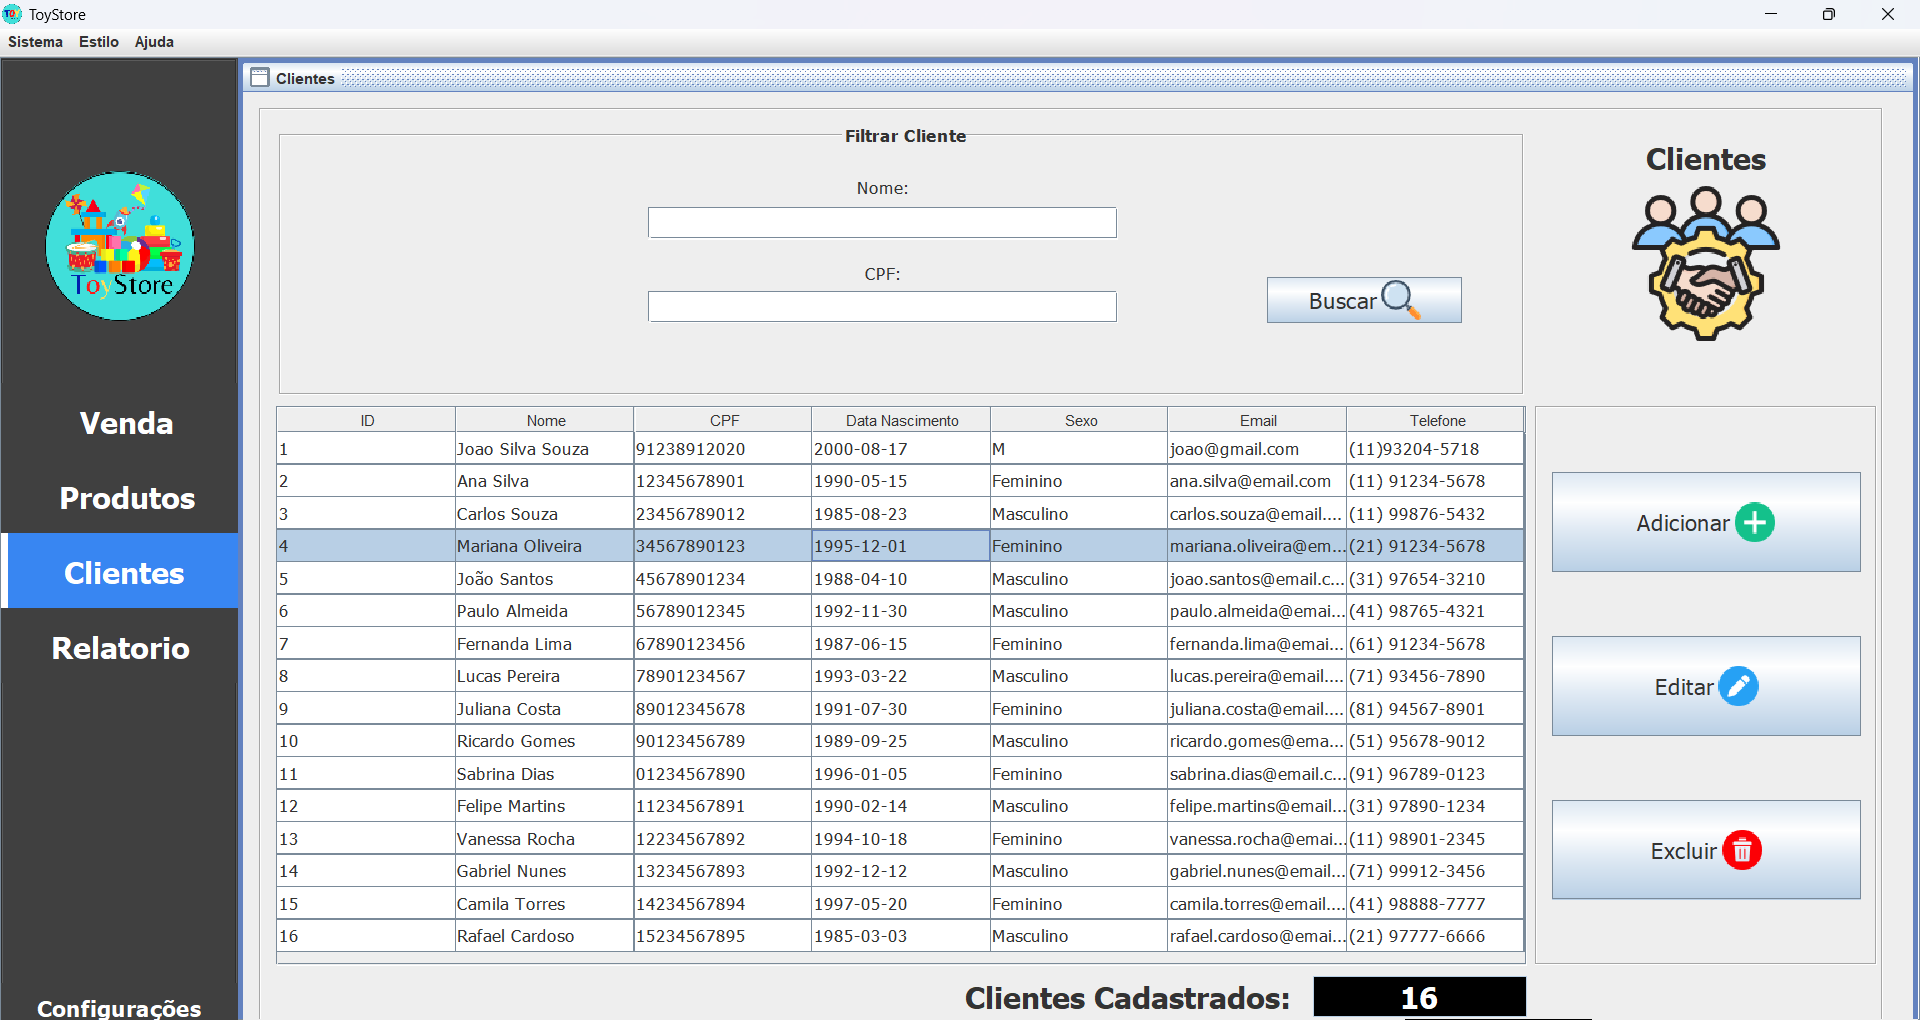 ToyStore
Sistema Estilo Ajuda
Clientes
ToyStore
Venda
Produtos
Clientes
Relatorio
Configurações
Filtrar Cliente
Nome:
CPF:
Buscar
Clientes
ID Nome CPF Data Nascimento Sexo Email Telefone
1 Joao Silva Souza 91238912020 2000-08-17 M joao@gmail.com (11)93204-5718
2 Ana Silva 12345678901 1990-05-15 Feminino ana.silva@email.com (11) 91234-5678
3 Carlos Souza 23456789012 1985-08-23 Masculino carlos.souza@email.... (11) 99876-5432
4 Mariana Oliveira 34567890123 1995-12-01 Feminino mariana.oliveira@em... (21) 91234-5678
5 João Santos 45678901234 1988-04-10 Masculino joao.santos@email.c... (31) 97654-3210
6 Paulo Almeida 56789012345 1992-11-30 Masculino paulo.almeida@emai... (41) 98765-4321
7 Fernanda Lima 67890123456 1987-06-15 Feminino fernanda.lima@emai... (61) 91234-5678
8 Lucas Pereira 78901234567 1993-03-22 Masculino lucas.pereira@email.... (71) 93456-7890
9 Juliana Costa 89012345678 1991-07-30 Feminino juliana.costa@email.... (81) 94567-8901
10 Ricardo Gomes 90123456789 1989-09-25 Masculino ricardo.gomes@ema... (51) 95678-9012
11 Sabrina Dias 01234567890 1996-01-05 Feminino sabrina.dias@email.c... (91) 96789-0123
12 Felipe Martins 11234567891 1990-02-14 Masculino felipe.martins@email... (31) 97890-1234
13 Vanessa Rocha 12234567892 1994-10-18 Feminino vanessa.rocha@emai... (11) 98901-2345
14 Gabriel Nunes 13234567893 1992-12-12 Masculino gabriel.nunes@email... (71) 99912-3456
15 Camila Torres 14234567894 1997-05-20 Feminino camila.torres@email.... (41) 98888-7777
16 Rafael Cardoso 15234567895 1985-03-03 Masculino rafael.cardoso@emai... (21) 97777-6666
Adicionar
Editar
Excluir
Clientes Cadastrados: 16